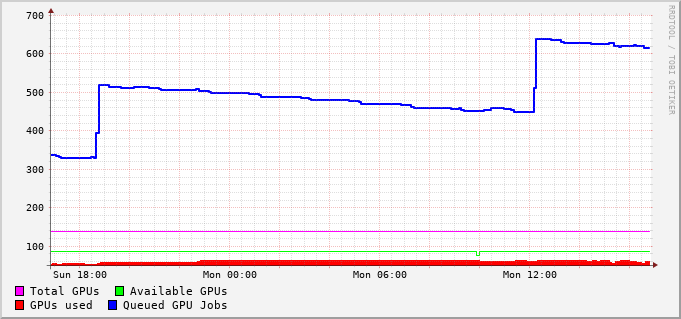 700
600
500
400
300
200
100
Sun 18:00 Mon 00:00 Mon 06:00 Mon 12:00
Total GPUs Available GPUs
GPUs used Queued GPU Jobs
RRDTOOL / TOBI OETIKER